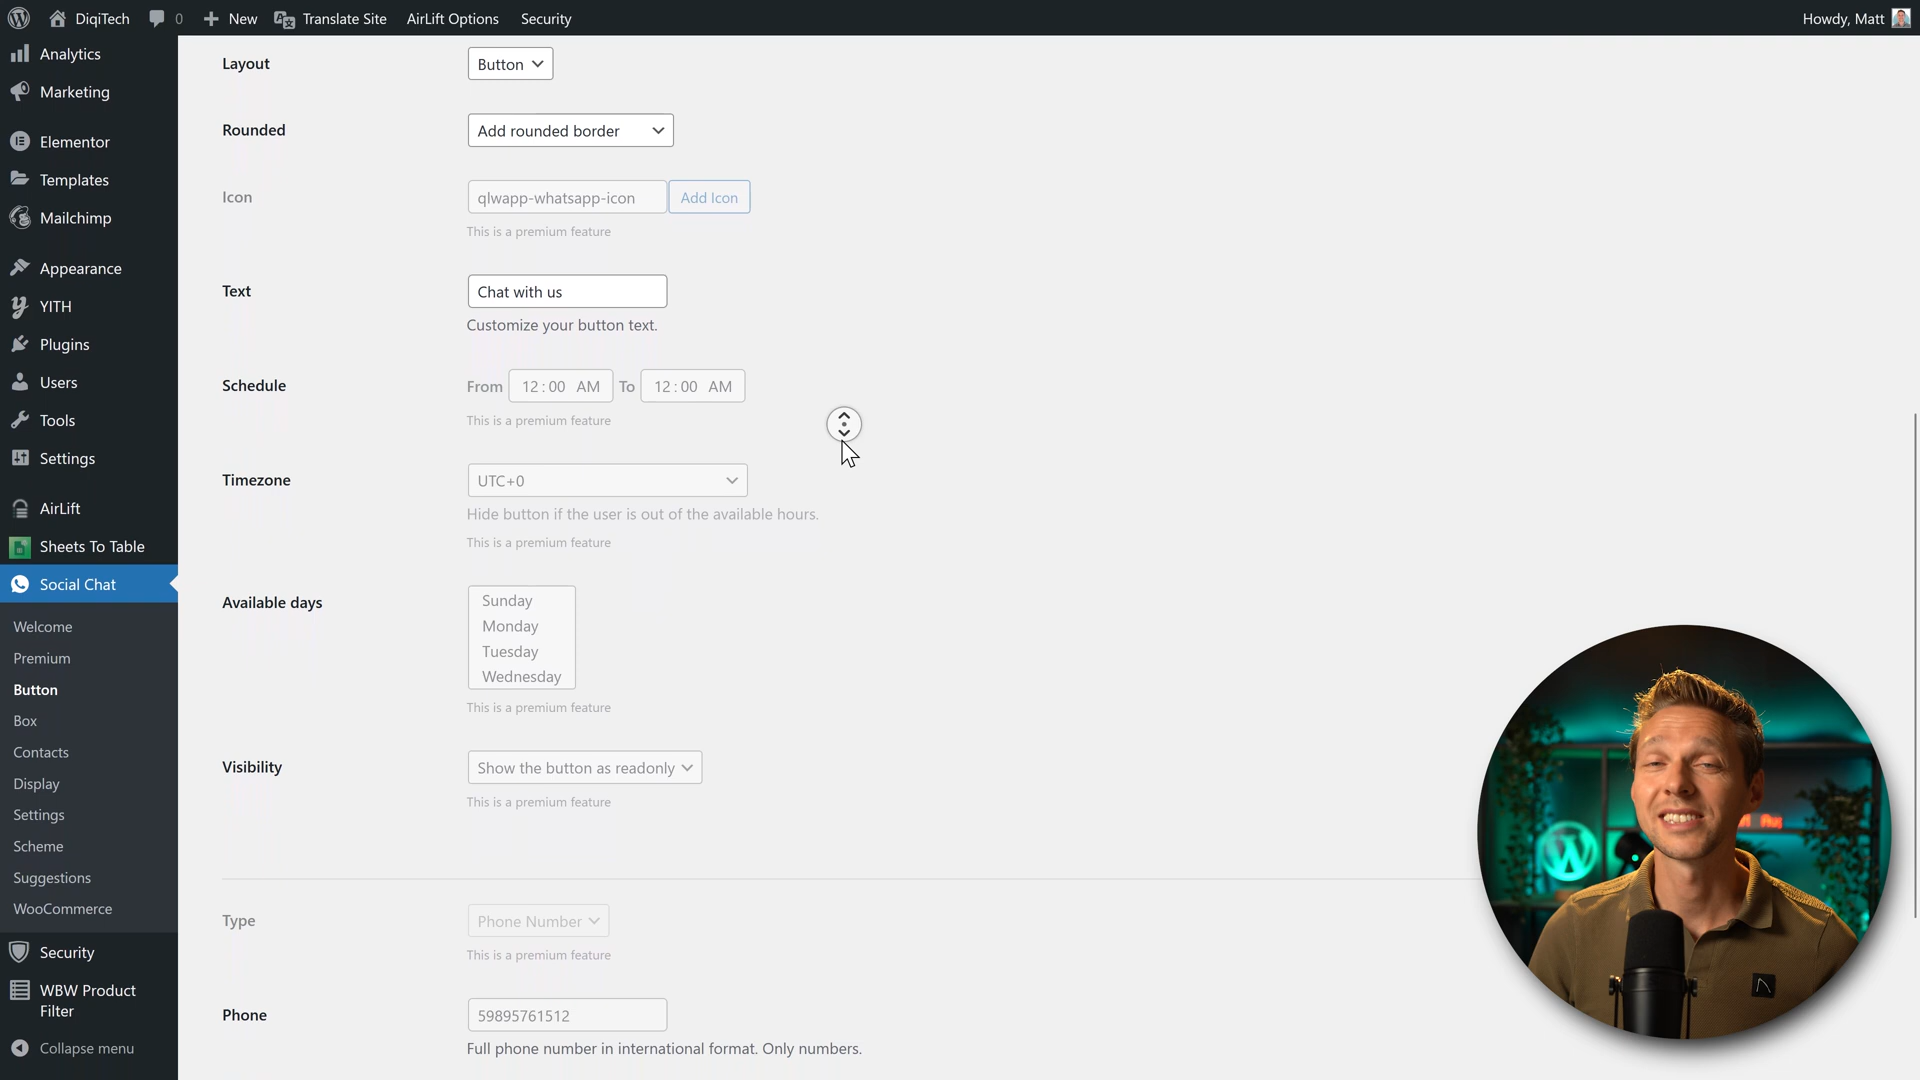 DiqiTech
0
New
Translate Site
AirLift Options
Security
Howdy, Matt
Analytics
Marketing
Elementor
Templates
Mailchimp
Appearance
YITH
Plugins
Users
Tools
Settings
AirLift
Sheets To Table
Social Chat
Welcome
Premium
Button
Box
Contacts
Display
Settings
Scheme
Suggestions
WooCommerce
Security
WBW Product
Filter
Collapse menu
Layout
Button
Rounded
Add rounded border
Icon
qlwapp-whatsapp-icon
Add Icon
This is a premium feature
Text
Chat with us
Customize your button text.
Schedule
From 12:00 AM To 12:00 AM
This is a premium feature
Timezone
UTC+0
Hide button if the user is out of the available hours.
This is a premium feature
Available days
Sunday
Monday
Tuesday
Wednesday
This is a premium feature
Visibility
Show the button as readonly
This is a premium feature
Type
Phone Number
This is a premium feature
Phone
59895761512
Full phone number in international format. Only numbers.